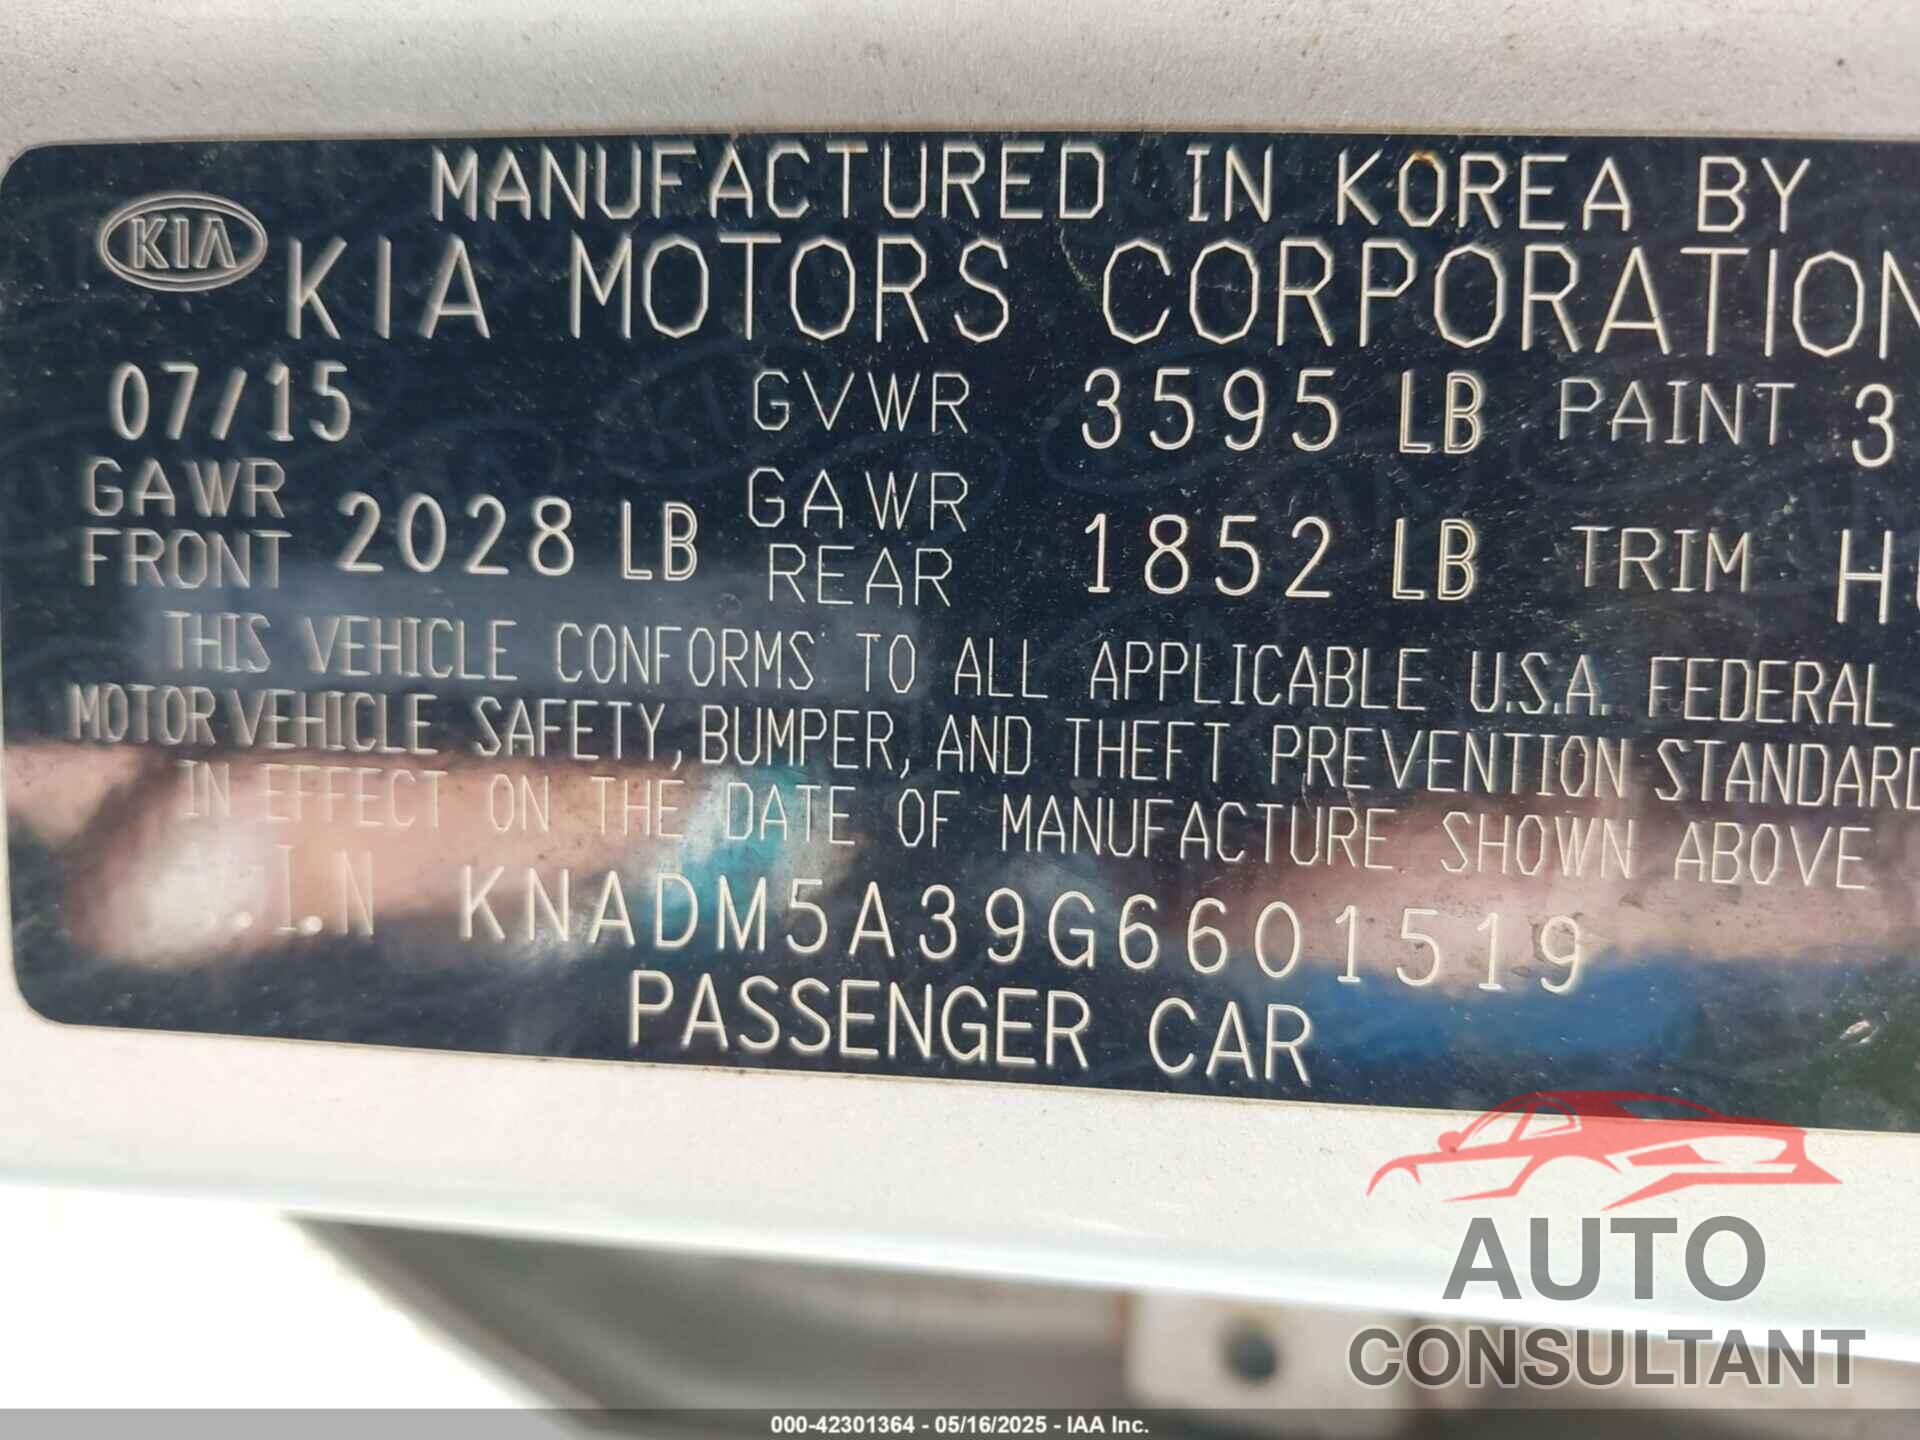 MANUFACTURED IN KOREA BY
KIA KIA MOTORS CORPORATION
07/15 GVWR 3595 LB PAINT 3
GAWR FRONT 2028 LB GAWR REAR 1852 LB TRIM
THIS VEHICLE CONFORMS TO ALL APPLICABLE U.S.A. FEDERAL
MOTOR VEHICLE SAFETY, BUMPER, AND THEFT PREVENTION STANDARD
IN EFFECT ON THE DATE OF MANUFACTURE SHOWN ABOVE
V.I.N KNADM5A39G6601519
PASSENGER CAR
AUTO
CONSULTANT
000-42301364 - 05/16/2025 - IAA Inc.